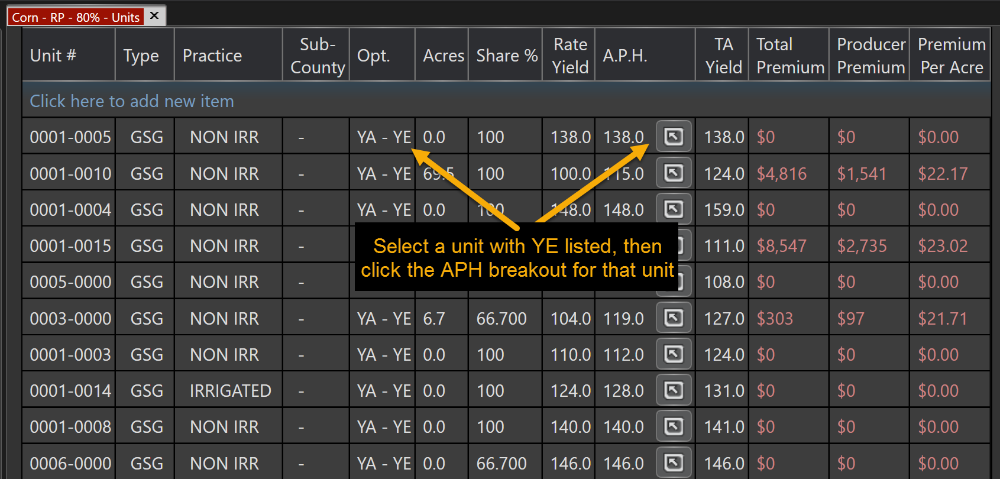 Corn - RP - 80% - Units
Unit # Type Practice Sub-County Opt. Acres Share % Rate Yield A.P.H. TA Yield Total Premium Producer Premium Premium Per Acre
Click here to add new item
0001-0005 GSG NON IRR - YA - YE 0.0 100 138.0 138.0 138.0 $0 $0 $0.00
0001-0010 GSG NON IRR - YA - YE 69.5 100 100.0 115.0 124.0 $4,816 $1,541 $22.17
0001-0004 GSG NON IRR - YA - YE 0.0 100 148.0 148.0 159.0 $0 $0 $0.00
0001-0015 GSG NON IRR - 111.0 $8,547 $2,735 $23.02
Select a unit with YE listed, then
click the APH breakout for that unit
0005-0000 GSG NON IRR - 108.0 $0 $0 $0.00
0003-0000 GSG NON IRR - YA - YE 6.7 66.700 104.0 119.0 127.0 $303 $97 $21.71
0001-0003 GSG NON IRR - YA - YE 0.0 100 110.0 112.0 124.0 $0 $0 $0.00
0001-0014 GSG IRRIGATED - YA - YE 0.0 100 124.0 128.0 131.0 $0 $0 $0.00
0001-0008 GSG NON IRR - YA - YE 0.0 100 140.0 140.0 141.0 $0 $0 $0.00
0006-0000 GSG NON IRR - YA - YE 0.0 66.700 146.0 146.0 146.0 $0 $0 $0.00